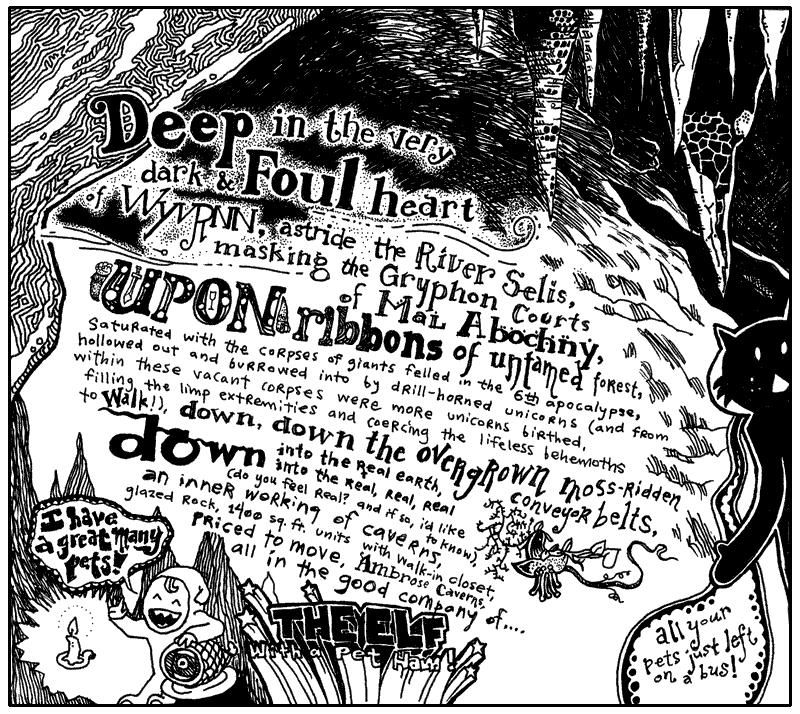 Deep in the very
dark & Foul heart
of WYVRNN, astride the River Selis,
masking the Gryphon Courts
of Mal Abochny,
UPON ribbons of untamed forest,
Saturated with the corpses of giants felled in the 6th apocalypse,
hollowed out and burrowed into by drill-horned unicorns (and from
within these vacant corpses were more unicorns birthed,
filling the limp extremities and coercing the lifeless behemoths
to Walk!), down, down the overgrown moss-ridden
down into the real earth, conveyor belts,
into the real, real, real
(do you feel real? and if so, i'd like
to know),
an inner working of caverns,
glazed rock, 1400 sq. ft. units with walk-in closet,
priced to move, Ambrose Caverns,
all in the good company of....
I have
a great many
pets!
THE ELF
With a Pet Ham!
all your
pets just left
on a bus!